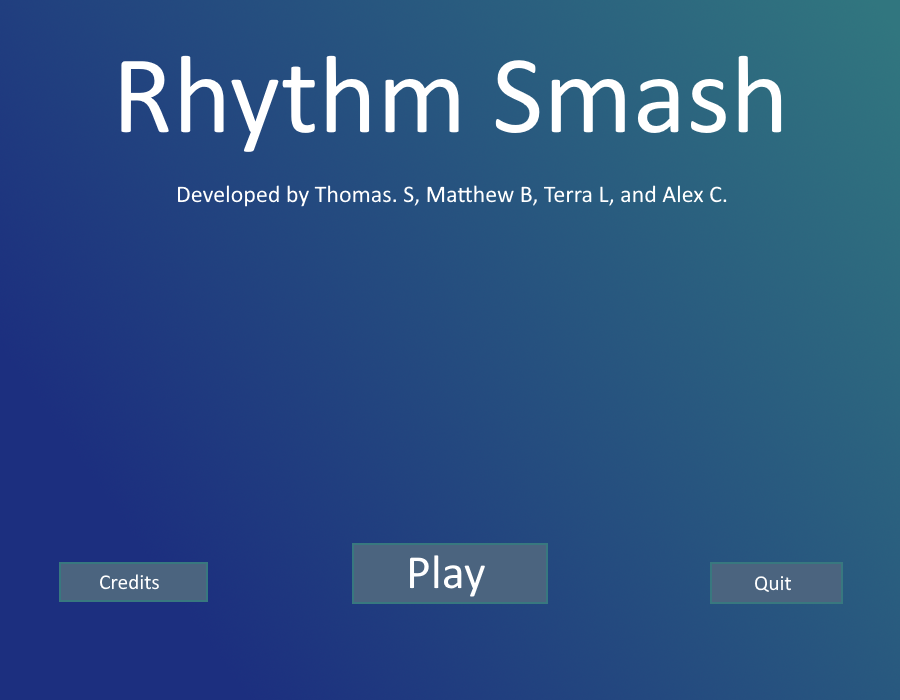 Rhythm Smash
Developed by Thomas. S, Matthew B, Terra L, and Alex C.
Credits
Play
Quit